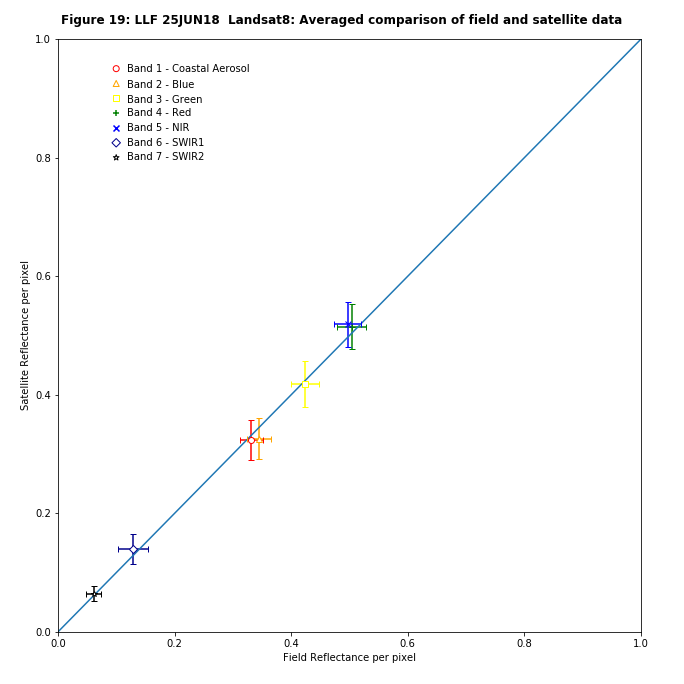 Figure 19: LLF 25JUN18  Landsat8: Averaged comparison of field and satellite data
1.0
Band 1 - Coastal Aerosol
Band 2 - Blue
Band 3 - Green
Band 4 - Red
Band 5 - NIR
Band 6 - SWIR1
Band 7 - SWIR2
0.8
0.6
Satellite Reflectance per pixel
0.4
0.2
0.0
0.0 0.2 0.4 0.6 0.8 1.0
Field Reflectance per pixel